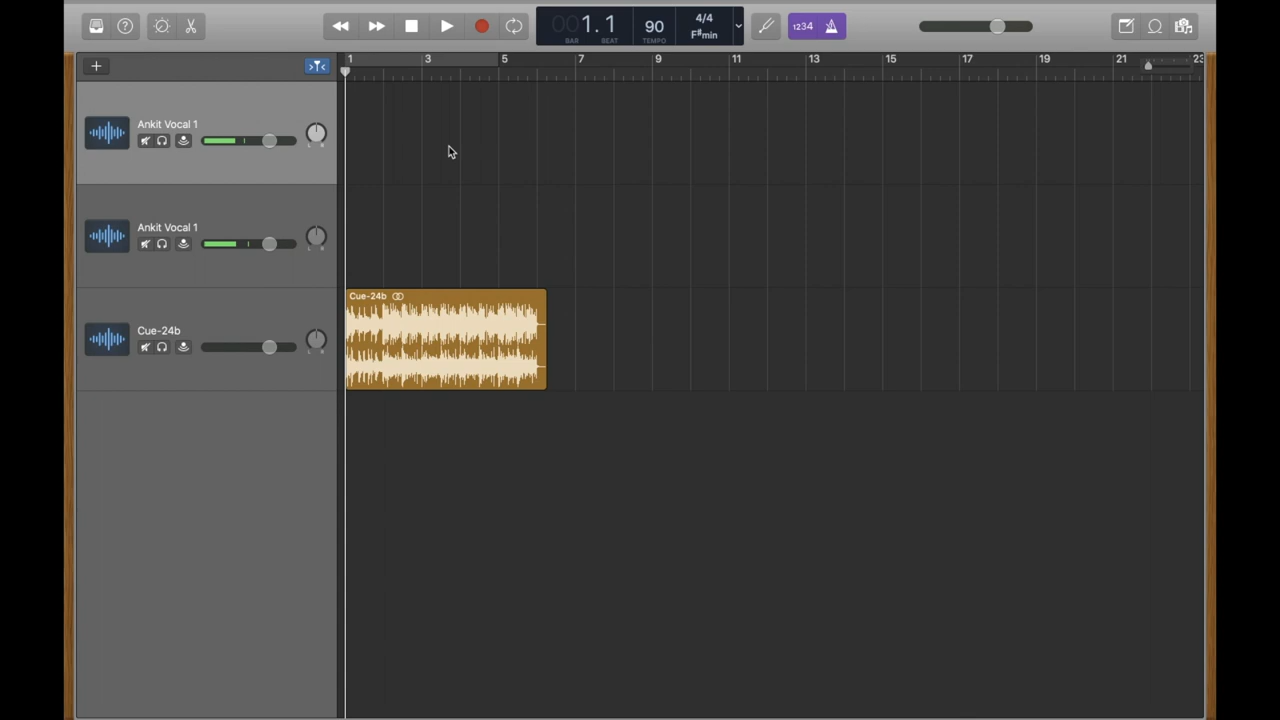 001.1
BAR BEAT
90
TEMPO
4/4
F♯min
1234
1 3 5 7 9 11 13 15 17 19 21 23
Ankit Vocal 1
L R
Ankit Vocal 1
L R
Cue-24b
Cue-24b
L R